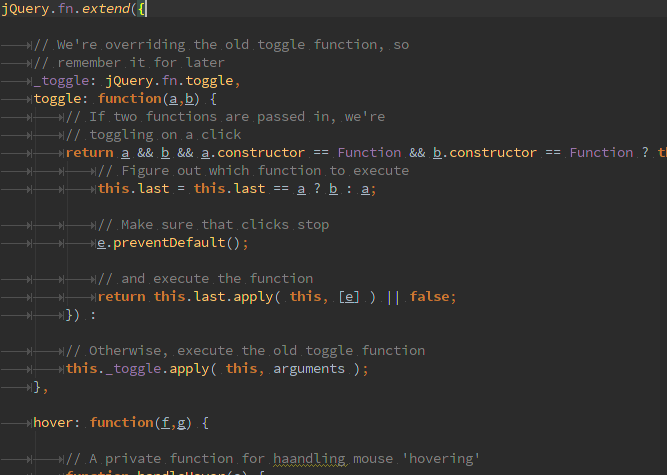 jQuery.fn.extend({
// We're overriding the old toggle function, so
// remember it for later
_toggle: jQuery.fn.toggle,
toggle: function(a,b) {
// If two functions are passed in, we're
// toggling on a click
return a && b && a.constructor == Function && b.constructor == Function ?
// Figure out which function to execute
this.last = this.last == a ? b : a;
// Make sure that clicks stop
e.preventDefault();
// and execute the function
return this.last.apply( this, [e] ) || false;
}) :
// Otherwise, execute the old toggle function
this._toggle.apply( this, arguments );
},
hover: function(f,g) {
// A private function for haandling mouse 'hovering'